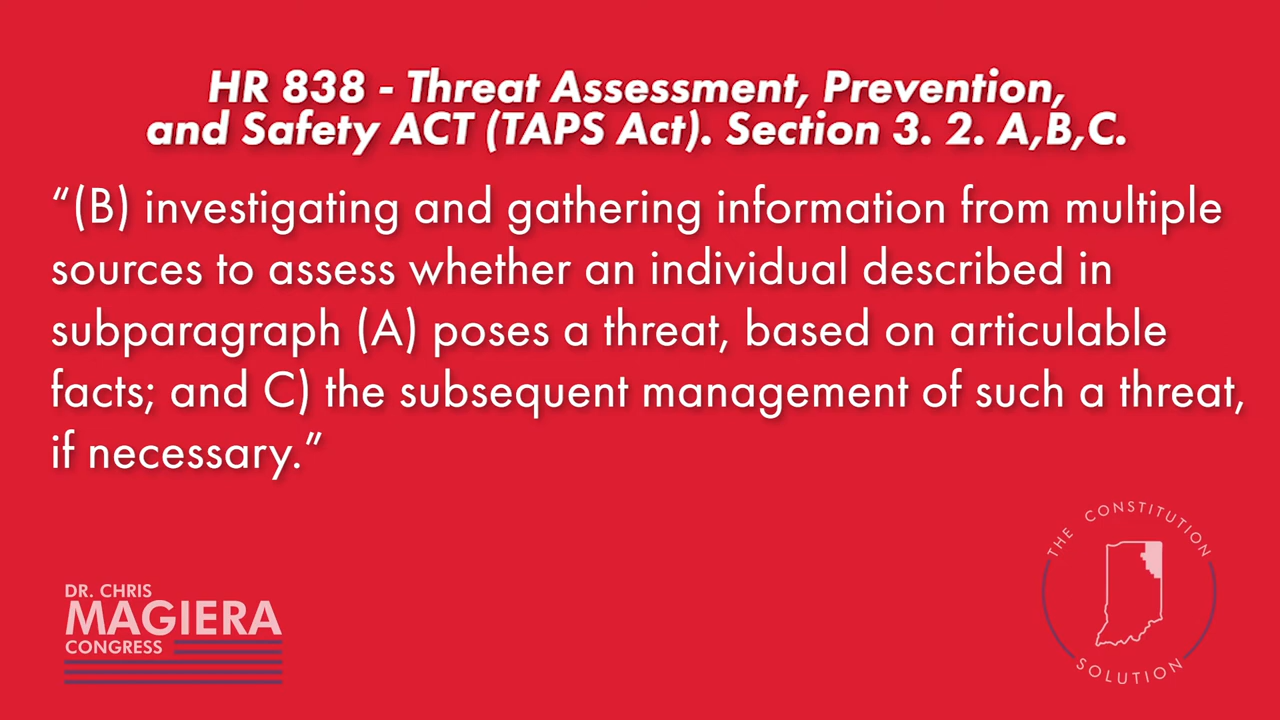 HR 838 - Threat Assessment, Prevention,
and Safety ACT (TAPS Act). Section 3. 2. A,B,C.
“(B) investigating and gathering information from multiple
sources to assess whether an individual described in
subparagraph (A) poses a threat, based on articulable
facts; and C) the subsequent management of such a threat,
if necessary.”
DR. CHRIS
MAGIERA
CONGRESS
THE CONSTITUTION
SOLUTION